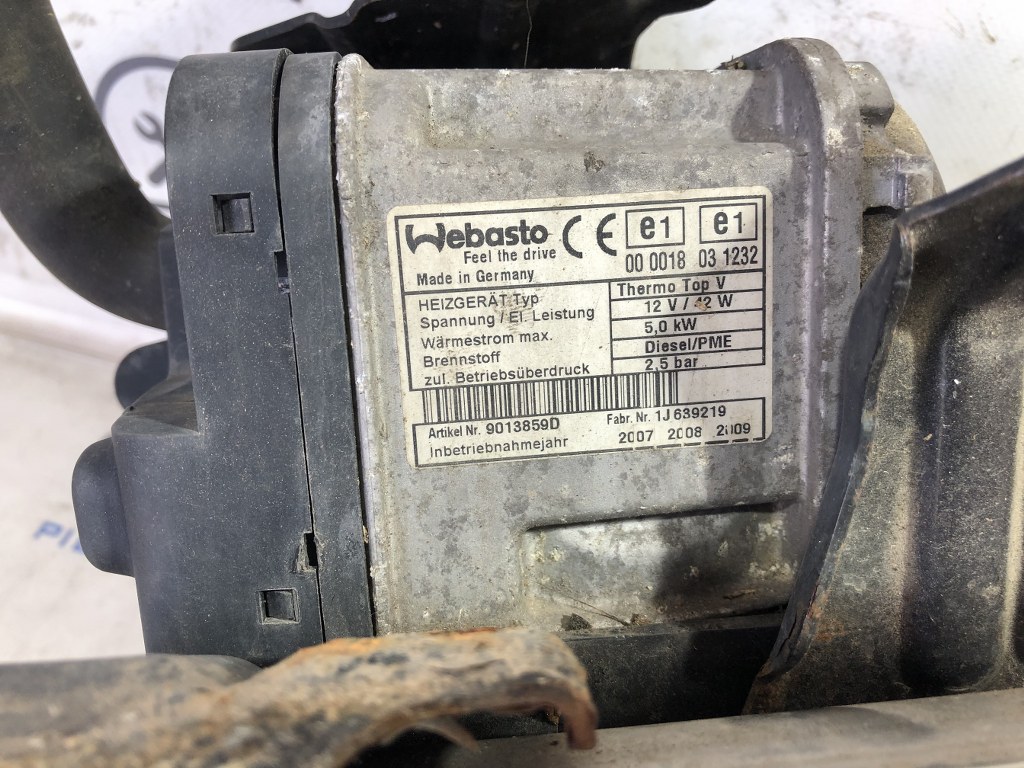 Webasto CE e1 e1
Feel the drive 00 0018 03 1232
Made in Germany
HEIZGERÄT Typ Thermo Top V
Spannung / El. Leistung 12 V / 42 W
Wärmestrom max. 5,0 kW
Brennstoff Diesel/PME
zul. Betriebsüberdruck 2,5 bar
Artikel Nr. 9013859D Fabr. Nr. 1J 639219
Inbetriebnahmejahr 2007 2008 2009